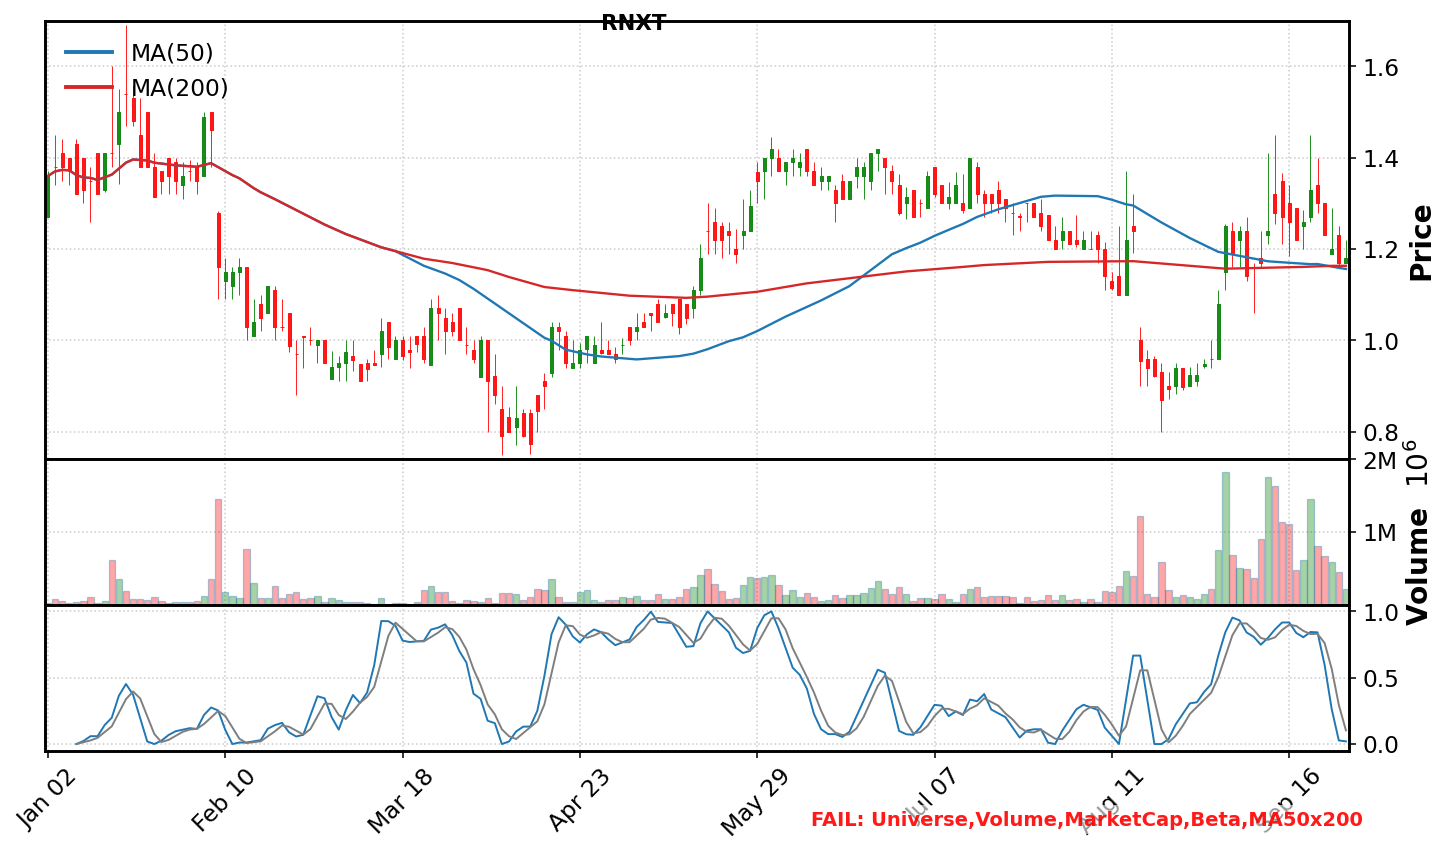 RNXT
MA(50)
MA(200)
1.6
1.4
1.2
1.0
0.8
Price
2M
1M
Volume 10^6
1.0
0.5
0.0
Jan 02
Feb 10
Mar 18
Apr 23
May 29
Jul 07
Aug 11
Sep 16
FAIL: Universe,Volume,MarketCap,Beta,MA50x200